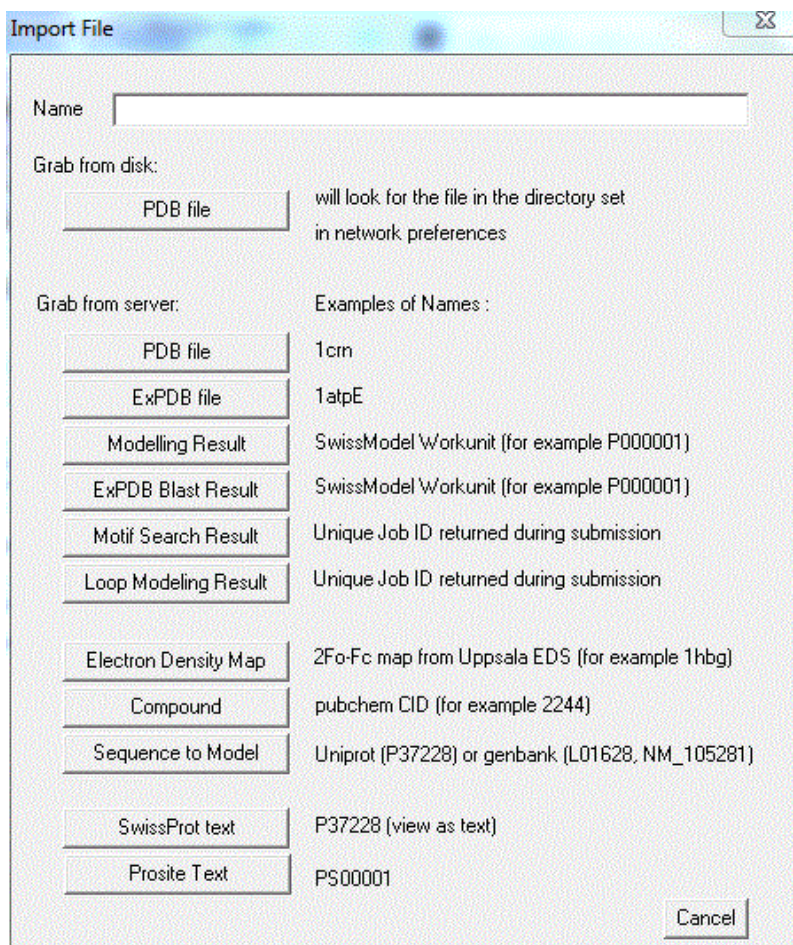 Import File
Name
Grab from disk:
PDB file
will look for the file in the directory set
in network preferences
Grab from server:
Examples of Names :
PDB file
1crn
ExPDB file
1atpE
Modelling Result
SwissModel Workunit (for example P000001)
ExPDB Blast Result
SwissModel Workunit (for example P000001)
Motif Search Result
Unique Job ID returned during submission
Loop Modeling Result
Unique Job ID returned during submission
Electron Density Map
2Fo-Fc map from Uppsala EDS (for example 1hbg)
Compound
pubchem CID (for example 2244)
Sequence to Model
Uniprot (P37228) or genbank (L01628, NM_105281)
SwissProt text
P37228 (view as text)
Prosite Text
PS00001
Cancel